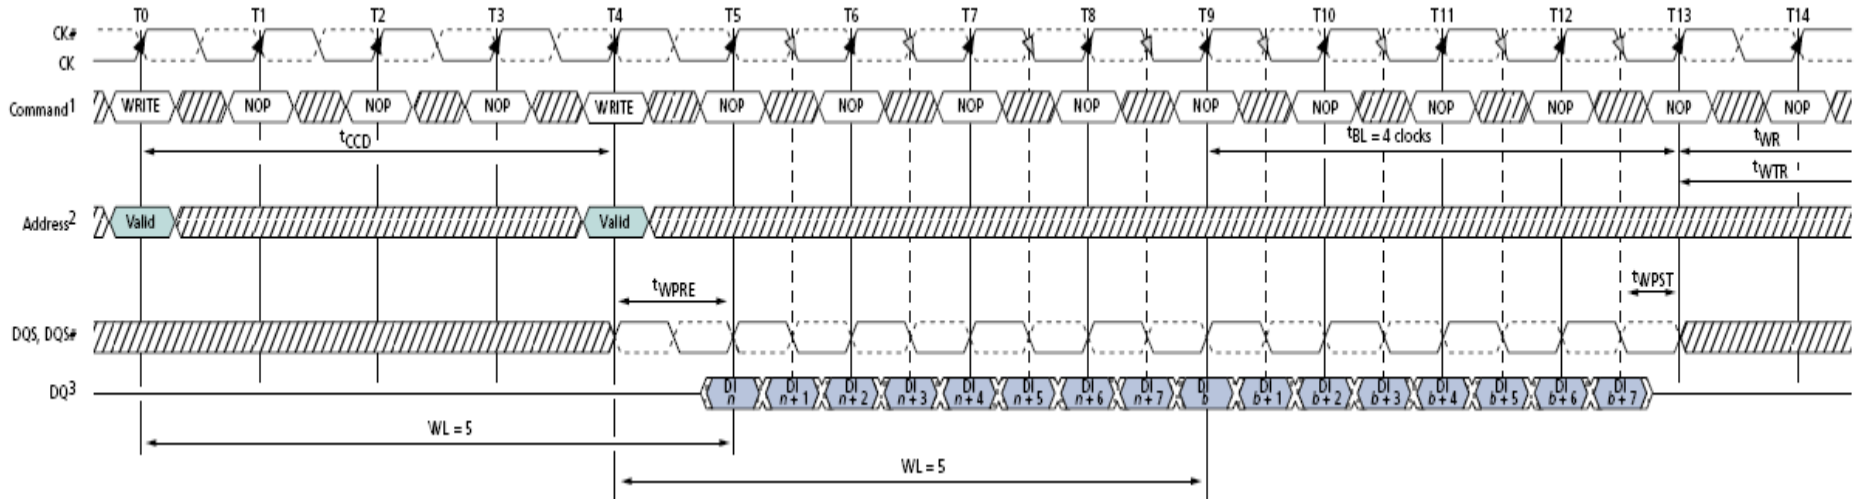 T0 T1 T2 T3 T4 T5 T6 T7 T8 T9 T10 T11 T12 T13 T14
CK#
CK
Command1 WRITE NOP NOP NOP WRITE NOP NOP NOP NOP NOP NOP NOP NOP NOP NOP
tCCD tBL = 4 clocks tWR
tWTR
Address2 Valid Valid
tWPRE tWPST
DQS, DQS#
DQ3 DI n DI n + 1 DI n + 2 DI n + 3 DI n + 4 DI n + 5 DI n + 6 DI n + 7 DI b DI b + 1 DI b + 2 DI b + 3 DI b + 4 DI b + 5 DI b + 6 DI b + 7
WL = 5
WL = 5